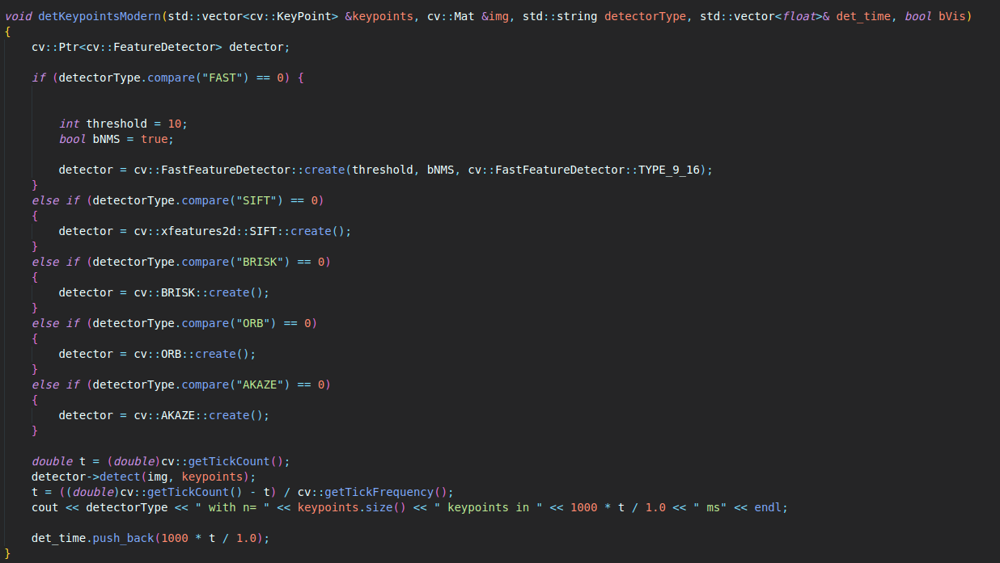 void detKeypointsModern(std::vector<cv::KeyPoint> &keypoints, cv::Mat &img, std::string detectorType, std::vector<float>& det_time, bool bVis)
{
    cv::Ptr<cv::FeatureDetector> detector;

    if (detectorType.compare("FAST") == 0) {


        int threshold = 10;
        bool bNMS = true;

        detector = cv::FastFeatureDetector::create(threshold, bNMS, cv::FastFeatureDetector::TYPE_9_16);
    }
    else if (detectorType.compare("SIFT") == 0)
    {
        detector = cv::xfeatures2d::SIFT::create();
    }
    else if (detectorType.compare("BRISK") == 0)
    {
        detector = cv::BRISK::create();
    }
    else if (detectorType.compare("ORB") == 0)
    {
        detector = cv::ORB::create();
    }
    else if (detectorType.compare("AKAZE") == 0)
    {
        detector = cv::AKAZE::create();
    }

    double t = (double)cv::getTickCount();
    detector->detect(img, keypoints);
    t = ((double)cv::getTickCount() - t) / cv::getTickFrequency();
    cout << detectorType << " with n= " << keypoints.size() << " keypoints in " << 1000 * t / 1.0 << " ms" << endl;

    det_time.push_back(1000 * t / 1.0);
}